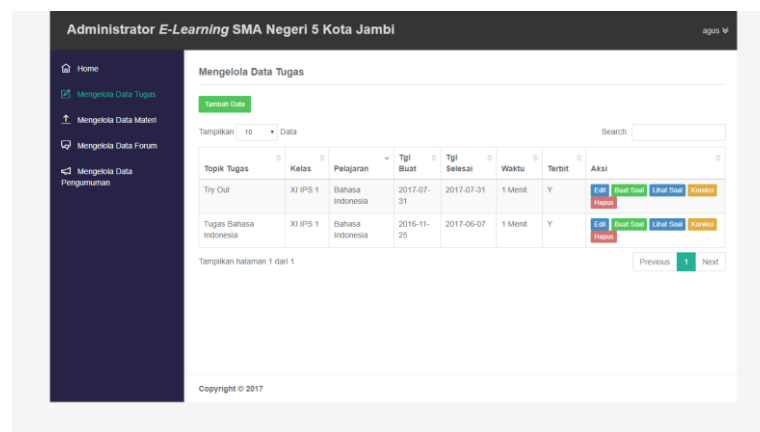 Administrator E-Learning SMA Negeri 5 Kota Jambi
agus
Home
Mengelola Data Tugas
Mengelola Data Materi
Mengelola Data Forum
Mengelola Data
Pengumuman
Mengelola Data Tugas
Tambah Data
Tampilkan 10 Data
Search:
Topik Tugas Kelas Pelajaran Tgl Buat Tgl Selesai Waktu Terbit Aksi
Try Out XI IPS 1 Bahasa Indonesia 2017-07-31 2017-07-31 1 Menit Y Edit Buat Soal Lihat Soal Koreksi Hapus
Tugas Bahasa Indonesia XI IPS 1 Bahasa Indonesia 2016-11-25 2017-06-07 1 Menit Y Edit Buat Soal Lihat Soal Koreksi Hapus
Tampilkan halaman 1 dari 1
Previous 1 Next
Copyright © 2017